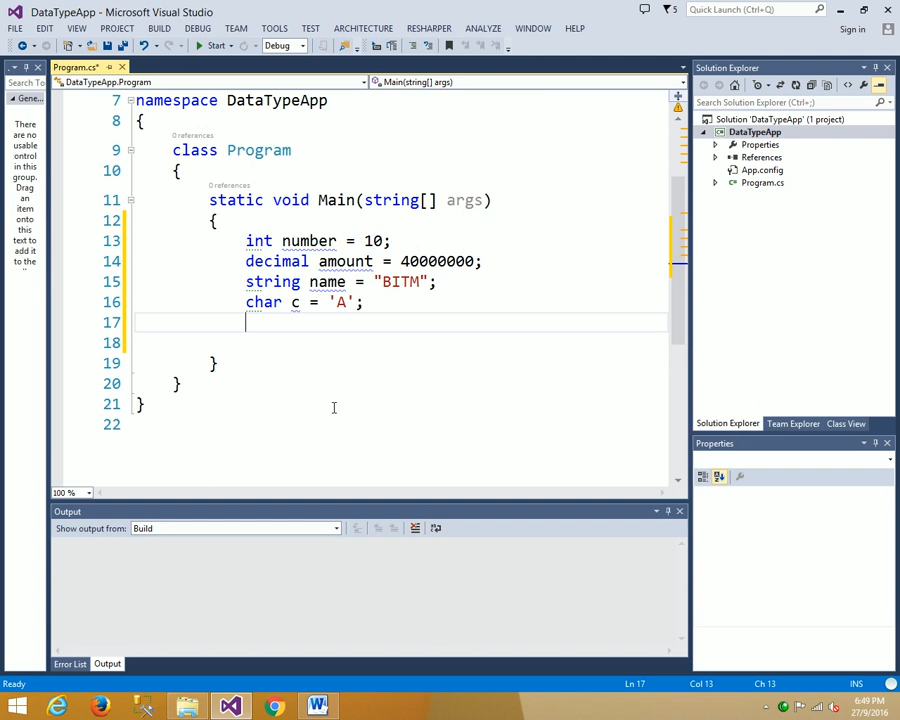 DataTypeApp - Microsoft Visual Studio
5
Quick Launch (Ctrl+Q)
FILE EDIT VIEW PROJECT BUILD DEBUG TEAM TOOLS TEST ARCHITECTURE RESHARPER ANALYZE WINDOW HELP
Sign in
Start Debug
Program.cs*
Solution Explorer
DataTypeApp.Program
Main(string[] args)
Search To
Gene...
There are no usable ontrol in this group. Drag an item onto this text to add it to the
Search Solution Explorer (Ctrl+;)
Solution 'DataTypeApp' (1 project)
DataTypeApp
Properties
References
App.config
Program.cs
7 namespace DataTypeApp
8 {
0 references
9 class Program
10 {
0 references
11 static void Main(string[] args)
12 {
13 int number = 10;
14 decimal amount = 40000000;
15 string name = "BITM";
16 char c = 'A';
17
18
19 }
20 }
21 }
22
100 %
Solution Explorer Team Explorer Class View
Properties
Output
Show output from: Build
Error List Output
Ready
Ln 17 Col 13 Ch 13 INS
6:49 PM
27/9/2016